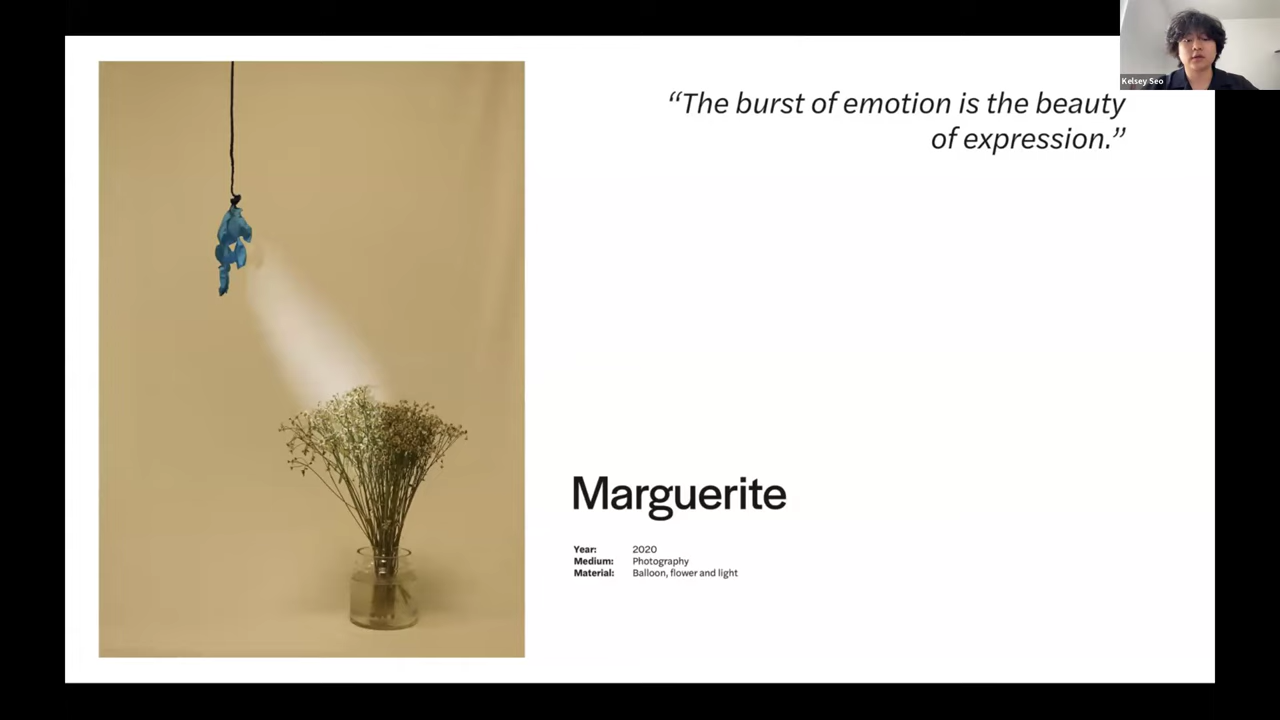 Kelsey Seo
“The burst of emotion is the beauty
of expression.”
Marguerite
Year: 2020
Medium: Photography
Material: Balloon, flower and light